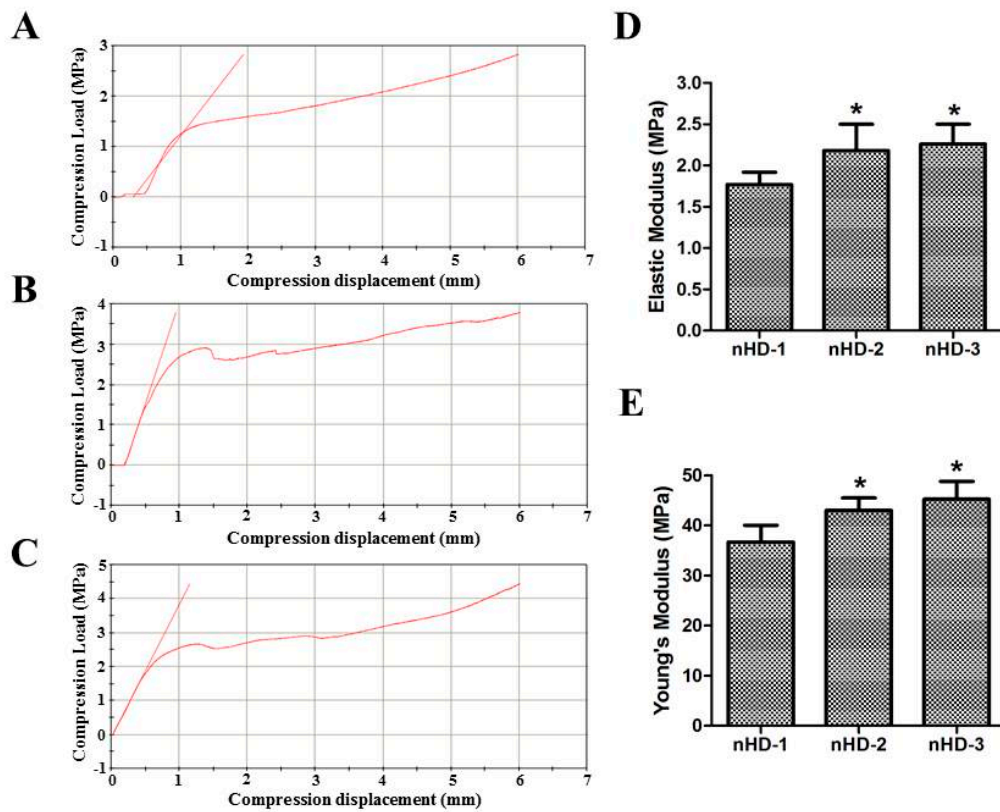 A
Compression Load (MPa)
3
2
1
0
-1
0 1 2 3 4 5 6 7
Compression displacement (mm)
B
Compression Load (MPa)
4
3
2
1
0
-1
0 1 2 3 4 5 6 7
Compression displacement (mm)
C
Compression Load (MPa)
5
4
3
2
1
0
-1
0 1 2 3 4 5 6 7
Compression displacement (mm)
D
Elastic Modulus (MPa)
3.0
2.5
2.0
1.5
1.0
0.5
0.0
* *
nHD-1 nHD-2 nHD-3
E
Young's Modulus (MPa)
50
40
30
20
10
0
* *
nHD-1 nHD-2 nHD-3